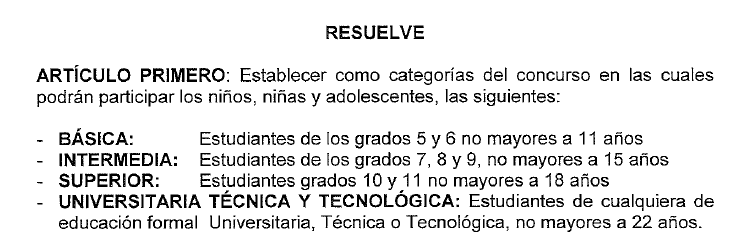 RESUELVE
ARTÍCULO PRIMERO: Establecer como categorías del concurso en las cuales
podrán participar los niños, niñas y adolescentes, las siguientes:
- BÁSICA: Estudiantes de los grados 5 y 6 no mayores a 11 años
- INTERMEDIA: Estudiantes de los grados 7, 8 y 9, no mayores a 15 años
- SUPERIOR: Estudiantes grados 10 y 11 no mayores a 18 años
- UNIVERSITARIA TÉCNICA Y TECNOLÓGICA: Estudiantes de cualquiera de
educación formal Universitaria, Técnica o Tecnológica, no mayores a 22 años.